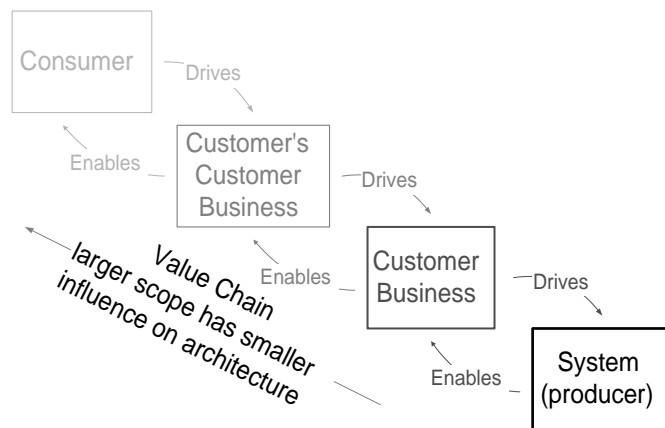 Consumer
Drives
Enables
Customer's
Customer
Business
Drives
Enables
Customer
Business
Drives
Enables
System
(producer)
Value Chain
larger scope has smaller
influence on architecture